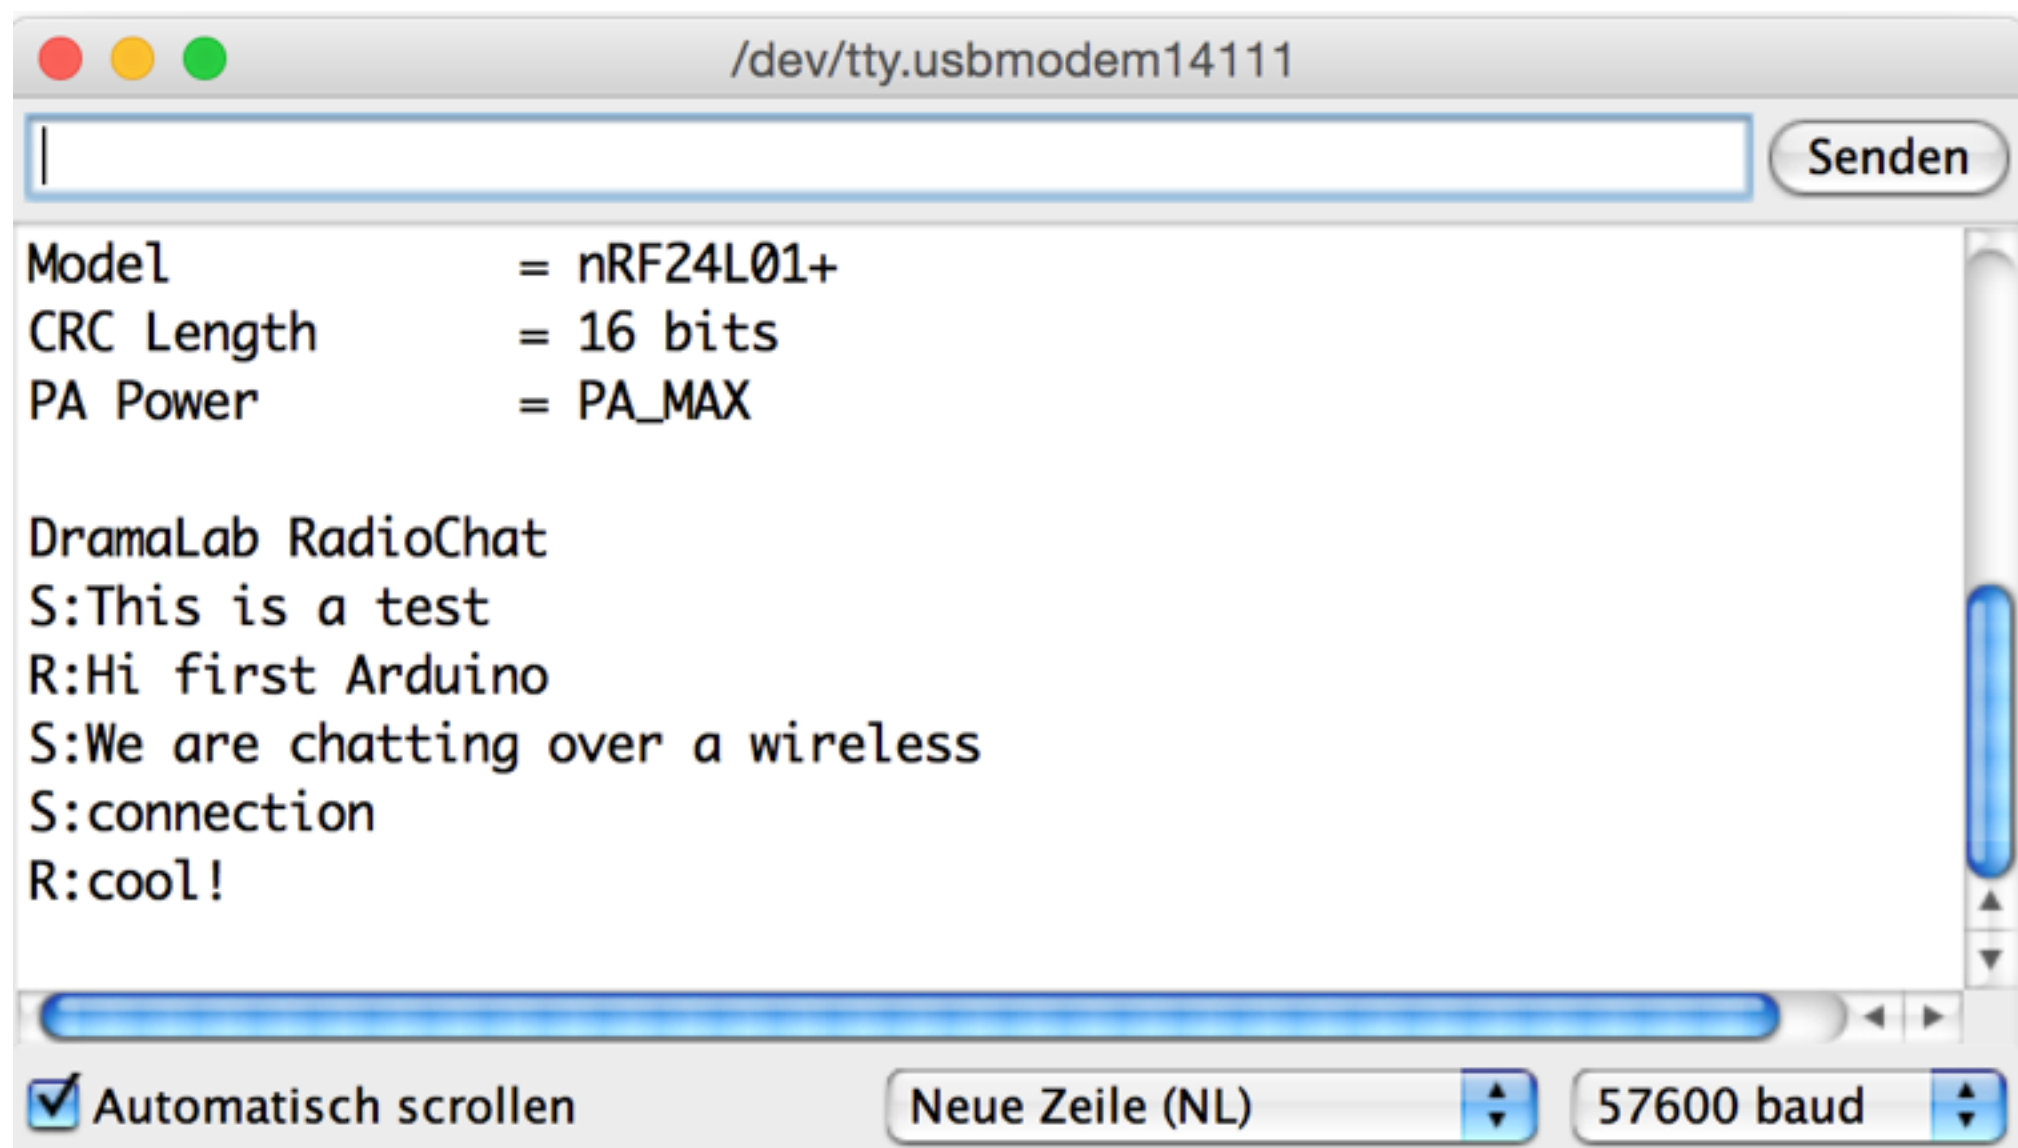 /dev/tty.usbmodem14111
Senden
Model = nRF24L01+
CRC Length = 16 bits
PA Power = PA_MAX
DramaLab RadioChat
S:This is a test
R:Hi first Arduino
S:We are chatting over a wireless
S:connection
R:cool!
Automatisch scrollen
Neue Zeile (NL)
57600 baud